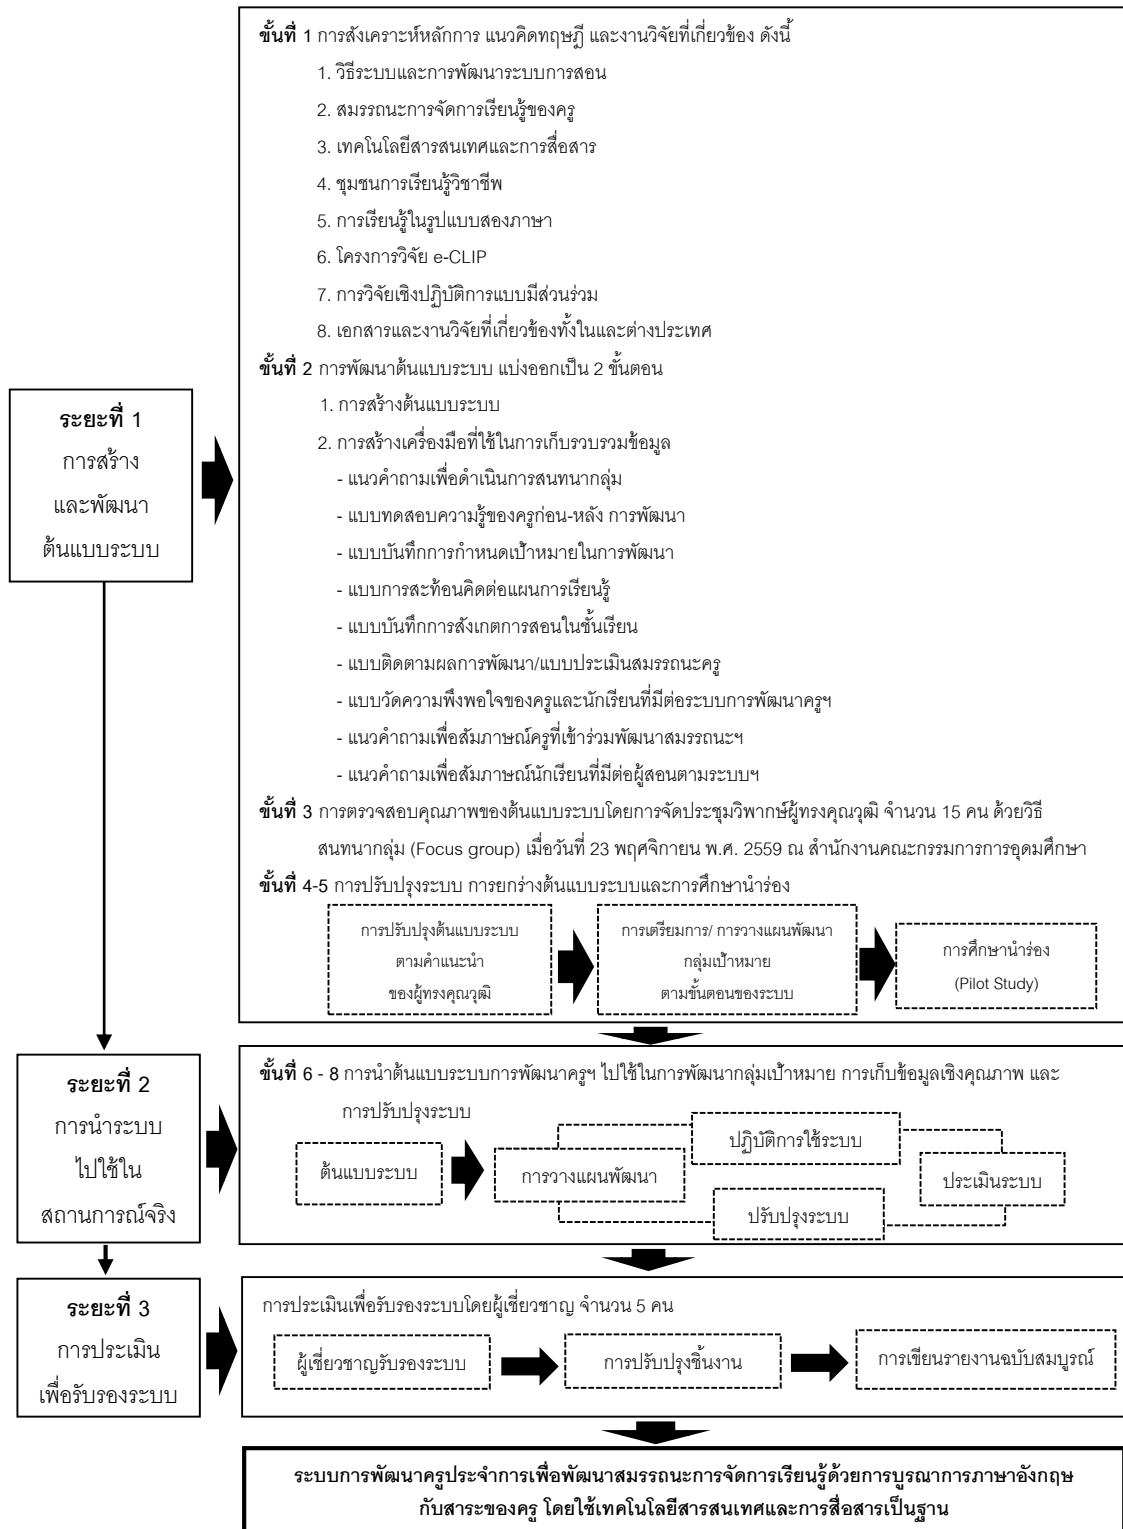 ขั้นที่ 1 การสังเคราะห์หลักการ แนวคิดทฤษฎี และงานวิจัยที่เกี่ยวข้อง ดังนี้
1. วิธีระบบและการพัฒนาระบบการสอน
2. สมรรถนะการจัดการเรียนรู้ของครู
3. เทคโนโลยีสารสนเทศและการสื่อสาร
4. ชุมชนการเรียนรู้วิชาชีพ
5. การเรียนรู้ในรูปแบบสองภาษา
6. โครงการวิจัย e-CLIP
7. การวิจัยเชิงปฏิบัติการแบบมีส่วนร่วม
8. เอกสารและงานวิจัยที่เกี่ยวข้องทั้งในและต่างประเทศ
ขั้นที่ 2 การพัฒนาต้นแบบระบบ แบ่งออกเป็น 2 ขั้นตอน
1. การสร้างต้นแบบระบบ
2. การสร้างเครื่องมือที่ใช้ในการเก็บรวบรวมข้อมูล
- แนวคำถามเพื่อดำเนินการสนทนากลุ่ม
- แบบทดสอบความรู้ของครูก่อน-หลัง การพัฒนา
- แบบบันทึกการกำหนดเป้าหมายในการพัฒนา
- แบบการสะท้อนคิดต่อแผนการเรียนรู้
- แบบบันทึกการสังเกตการสอนในชั้นเรียน
- แบบติดตามผลการพัฒนา/แบบประเมินสมรรถนะครู
- แบบวัดความพึงพอใจของครูและนักเรียนที่มีต่อระบบการพัฒนาครูฯ
- แนวคำถามเพื่อสัมภาษณ์ครูที่เข้าร่วมพัฒนาสมรรถนะฯ
- แนวคำถามเพื่อสัมภาษณ์นักเรียนที่มีต่อผู้สอนตามระบบฯ
ขั้นที่ 3 การตรวจสอบคุณภาพของต้นแบบระบบโดยการจัดประชุมวิพากษ์ผู้ทรงคุณวุฒิ จำนวน 15 คน ด้วยวิธี
สนทนากลุ่ม (Focus group) เมื่อวันที่ 23 พฤศจิกายน พ.ศ. 2559 ณ สำนักงานคณะกรรมการการอุดมศึกษา
ขั้นที่ 4-5 การปรับปรุงระบบ การยกร่างต้นแบบระบบและการศึกษานำร่อง
การปรับปรุงต้นแบบระบบ
ตามคำแนะนำ
ของผู้ทรงคุณวุฒิ
การเตรียมการ/ การวางแผนพัฒนา
กลุ่มเป้าหมาย
ตามขั้นตอนของระบบ
การศึกษานำร่อง
(Pilot Study)
ระยะที่ 1
การสร้าง
และพัฒนา
ต้นแบบระบบ
ระยะที่ 2
การนำระบบ
ไปใช้ใน
สถานการณ์จริง
ขั้นที่ 6 - 8 การนำต้นแบบระบบการพัฒนาครูฯ ไปใช้ในการพัฒนากลุ่มเป้าหมาย การเก็บข้อมูลเชิงคุณภาพ และ
การปรับปรุงระบบ
ต้นแบบระบบ
การวางแผนพัฒนา
ปฏิบัติการใช้ระบบ
ประเมินระบบ
ปรับปรุงระบบ
ระยะที่ 3
การประเมิน
เพื่อรับรองระบบ
การประเมินเพื่อรับรองระบบโดยผู้เชี่ยวชาญ จำนวน 5 คน
ผู้เชี่ยวชาญรับรองระบบ
การปรับปรุงชิ้นงาน
การเขียนรายงานฉบับสมบูรณ์
ระบบการพัฒนาครูประจำการเพื่อพัฒนาสมรรถนะการจัดการเรียนรู้ด้วยการบูรณาการภาษาอังกฤษ
กับสาระของครู โดยใช้เทคโนโลยีสารสนเทศและการสื่อสารเป็นฐาน